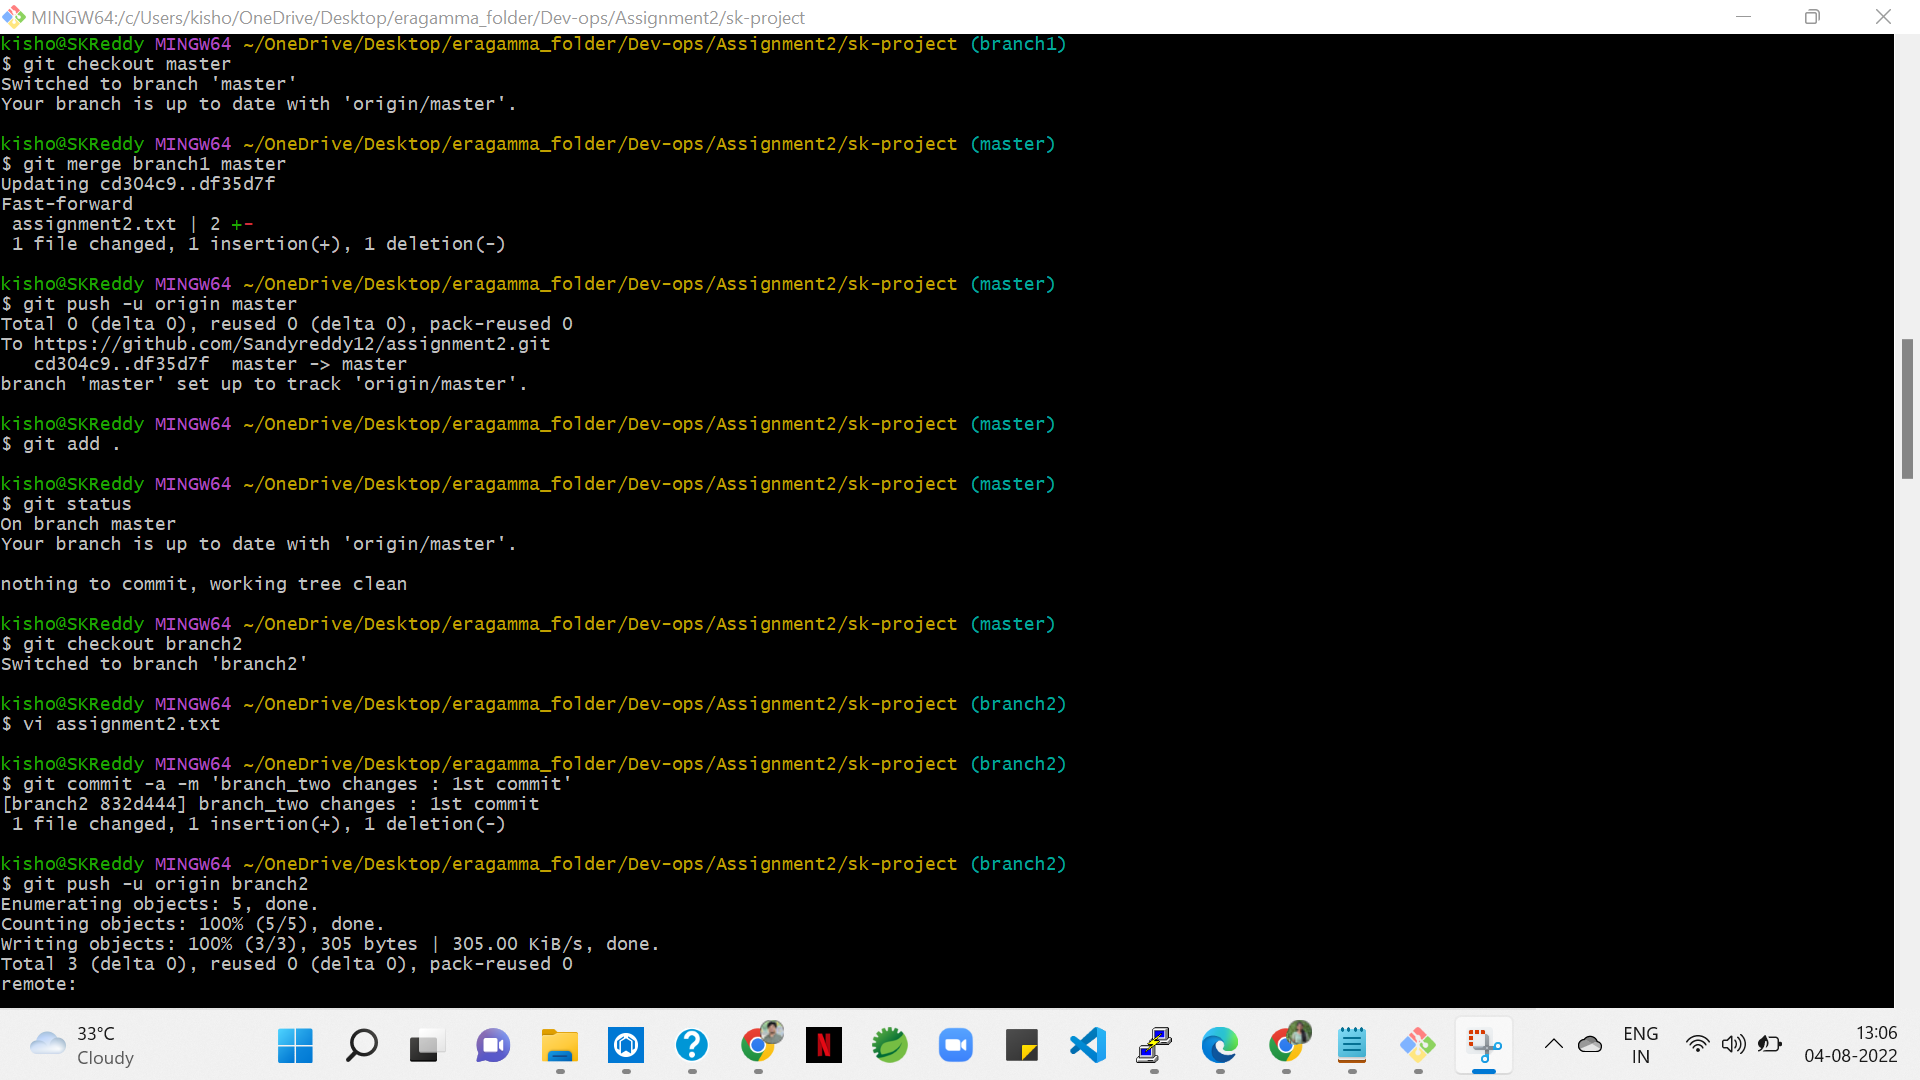 MINGW64:/c/Users/kisho/OneDrive/Desktop/eragamma_folder/Dev-ops/Assignment2/sk-project
kisho@SKReddy MINGW64 ~/OneDrive/Desktop/eragamma_folder/Dev-ops/Assignment2/sk-project (branch1)
$ git checkout master
Switched to branch 'master'
Your branch is up to date with 'origin/master'.
kisho@SKReddy MINGW64 ~/OneDrive/Desktop/eragamma_folder/Dev-ops/Assignment2/sk-project (master)
$ git merge branch1 master
Updating cd304c9..df35d7f
Fast-forward
assignment2.txt | 2 +-
1 file changed, 1 insertion(+), 1 deletion(-)
kisho@SKReddy MINGW64 ~/OneDrive/Desktop/eragamma_folder/Dev-ops/Assignment2/sk-project (master)
$ git push -u origin master
Total 0 (delta 0), reused 0 (delta 0), pack-reused 0
To https://github.com/Sandyreddy12/assignment2.git
cd304c9..df35d7f  master -> master
branch 'master' set up to track 'origin/master'.
kisho@SKReddy MINGW64 ~/OneDrive/Desktop/eragamma_folder/Dev-ops/Assignment2/sk-project (master)
$ git add .
kisho@SKReddy MINGW64 ~/OneDrive/Desktop/eragamma_folder/Dev-ops/Assignment2/sk-project (master)
$ git status
On branch master
Your branch is up to date with 'origin/master'.
nothing to commit, working tree clean
kisho@SKReddy MINGW64 ~/OneDrive/Desktop/eragamma_folder/Dev-ops/Assignment2/sk-project (master)
$ git checkout branch2
Switched to branch 'branch2'
kisho@SKReddy MINGW64 ~/OneDrive/Desktop/eragamma_folder/Dev-ops/Assignment2/sk-project (branch2)
$ vi assignment2.txt
kisho@SKReddy MINGW64 ~/OneDrive/Desktop/eragamma_folder/Dev-ops/Assignment2/sk-project (branch2)
$ git commit -a -m 'branch_two changes : 1st commit'
[branch2 832d444] branch_two changes : 1st commit
1 file changed, 1 insertion(+), 1 deletion(-)
kisho@SKReddy MINGW64 ~/OneDrive/Desktop/eragamma_folder/Dev-ops/Assignment2/sk-project (branch2)
$ git push -u origin branch2
Enumerating objects: 5, done.
Counting objects: 100% (5/5), done.
Writing objects: 100% (3/3), 305 bytes | 305.00 KiB/s, done.
Total 3 (delta 0), reused 0 (delta 0), pack-reused 0
remote:
33°C
Cloudy
N
ENG
IN
13:06
04-08-2022